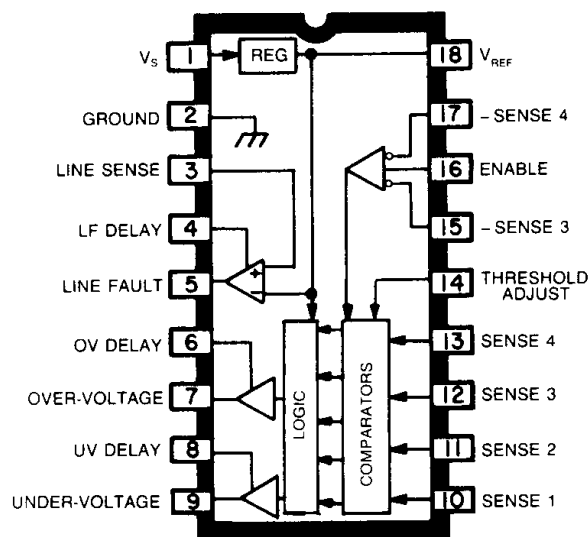 V_S 1 REG 18 V_REF
GROUND 2 17 –SENSE 4
LINE SENSE 3 16 ENABLE
LF DELAY 4 15 –SENSE 3
LINE FAULT 5 + – 14 THRESHOLD
ADJUST
OV DELAY 6 13 SENSE 4
OVER-VOLTAGE 7 LOGIC COMPARATORS 12 SENSE 3
UV DELAY 8 11 SENSE 2
UNDER-VOLTAGE 9 10 SENSE 1